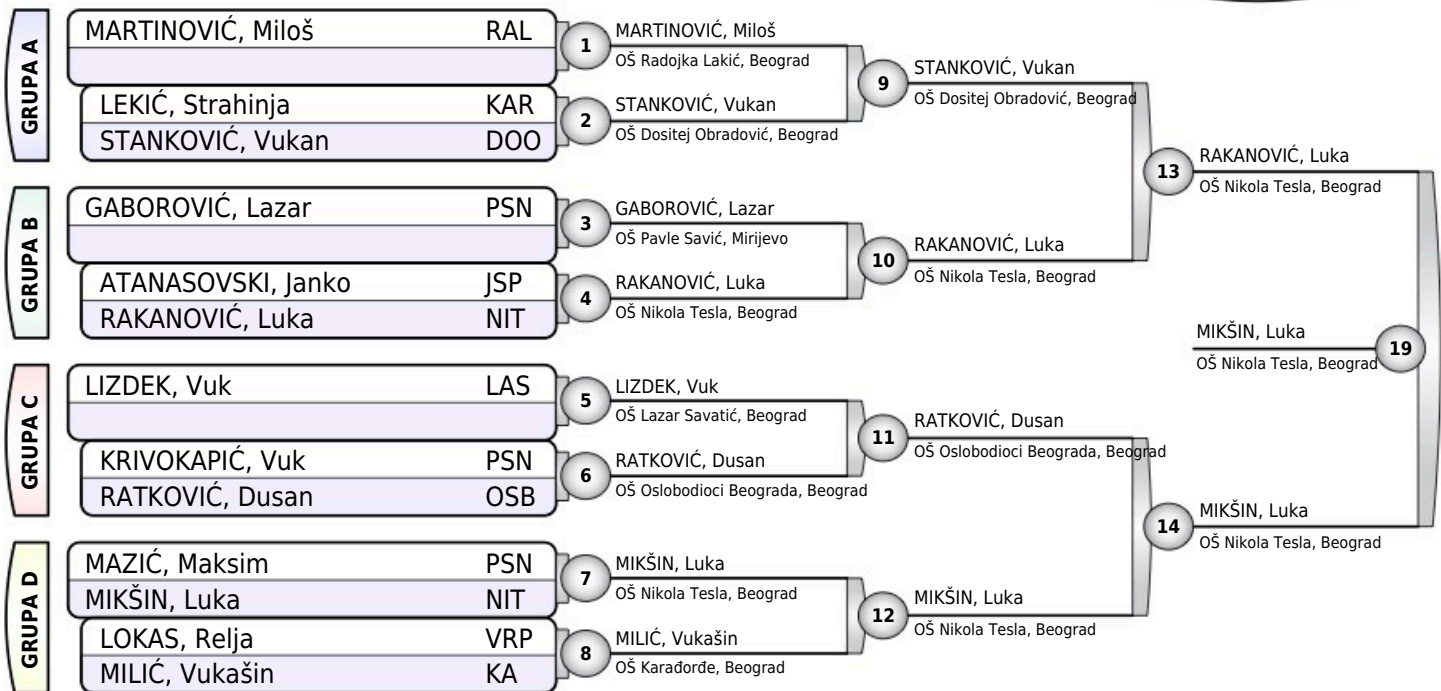 GRUPA A
MARTINOVIĆ, Miloš RAL
LEKIĆ, Strahinja KAR
STANKOVIĆ, Vukan DOO
GRUPA B
GABOROVIĆ, Lazar PSN
ATANASOVSKI, Janko JSP
RAKANOVIĆ, Luka NIT
GRUPA C
LIZDEK, Vuk LAS
KRIVOKAPIĆ, Vuk PSN
RATKOVIĆ, Dusan OSB
GRUPA D
MAZIĆ, Maksim PSN
MIKŠIN, Luka NIT
LOKAS, Relja VRP
MILIĆ, Vukašin KA
1 MARTINOVIĆ, Miloš
OŠ Radojka Lakić, Beograd
2 STANKOVIĆ, Vukan
OŠ Dositej Obradović, Beograd
3 GABOROVIĆ, Lazar
OŠ Pavle Savić, Mirijevo
4 RAKANOVIĆ, Luka
OŠ Nikola Tesla, Beograd
5 LIZDEK, Vuk
OŠ Lazar Savatić, Beograd
6 RATKOVIĆ, Dusan
OŠ Oslobodioci Beograda, Beograd
7 MIKŠIN, Luka
OŠ Nikola Tesla, Beograd
8 MILIĆ, Vukašin
OŠ Karađorđe, Beograd
9 STANKOVIĆ, Vukan
OŠ Dositej Obradović, Beograd
10 RAKANOVIĆ, Luka
OŠ Nikola Tesla, Beograd
11 RATKOVIĆ, Dusan
OŠ Oslobodioci Beograda, Beograd
12 MIKŠIN, Luka
OŠ Nikola Tesla, Beograd
13 RAKANOVIĆ, Luka
OŠ Nikola Tesla, Beograd
14 MIKŠIN, Luka
OŠ Nikola Tesla, Beograd
MIKŠIN, Luka 19
OŠ Nikola Tesla, Beograd